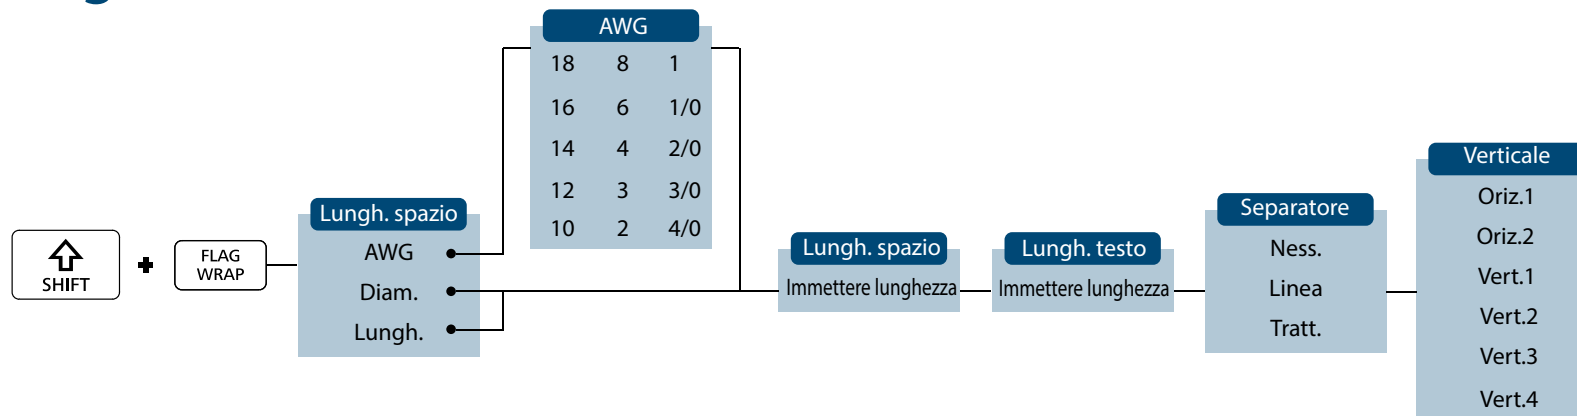 AWG
18 8 1
16 6 1/0
14 4 2/0
12 3 3/0
10 2 4/0
SHIFT
FLAG
WRAP
Lungh. spazio
AWG
Diam.
Lungh.
Lungh. spazio
Immettere lunghezza
Lungh. testo
Immettere lunghezza
Separatore
Ness.
Linea
Tratt.
Verticale
Oriz.1
Oriz.2
Vert.1
Vert.2
Vert.3
Vert.4